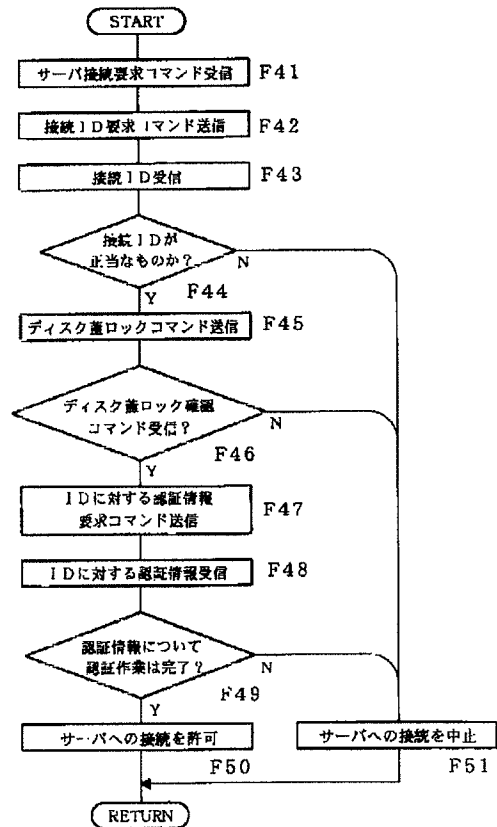 START
サーバ接続要求コマンド受信 F41
接続ID要求コマンド送信 F42
接続ID受信 F43
接続IDが
正当なものか？ N
Y F44
ディスク蓋ロックコマンド送信 F45
ディスク蓋ロック確認
コマンド受信？ N
F46
Y
IDに対する認証情報
要求コマンド送信 F47
IDに対する認証情報受信 F48
認証情報について
認証作業は完了？ N
F49
Y
サーバへの接続を許可 サーバへの接続を中止
F50 F51
RETURN